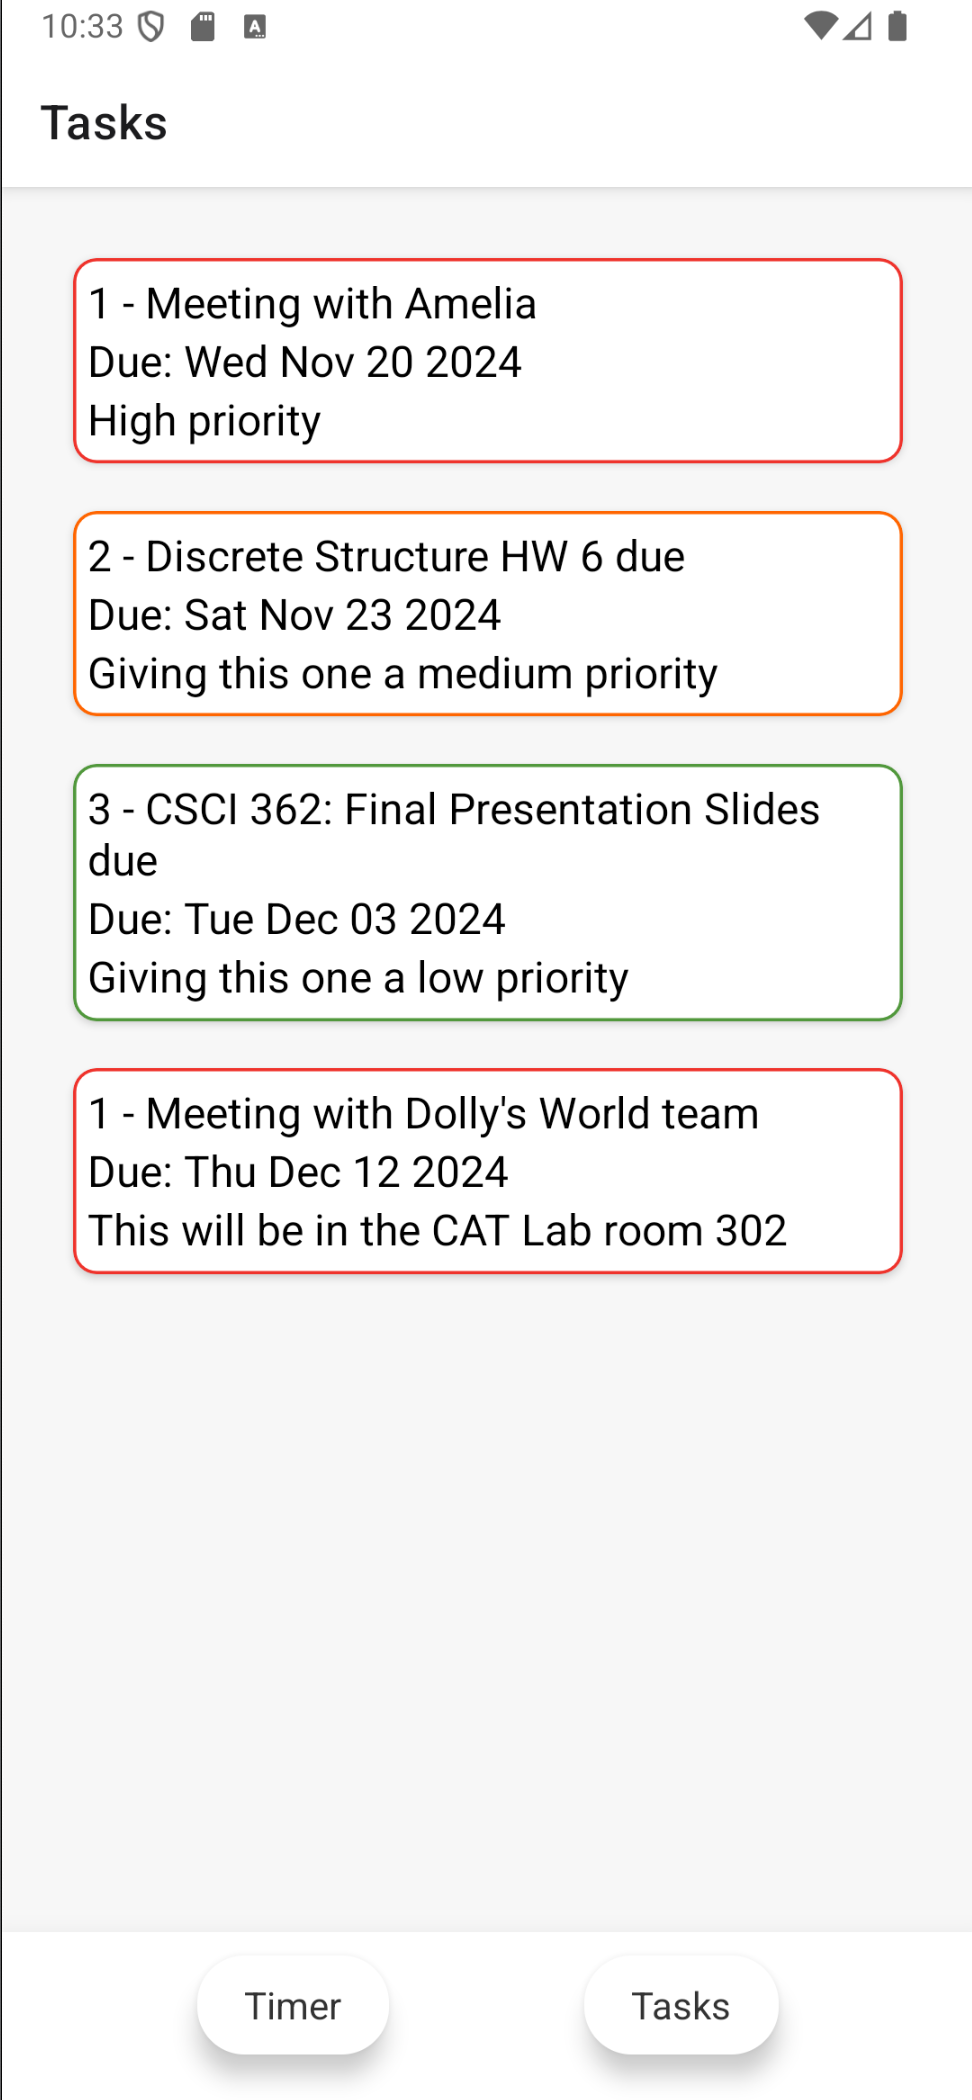 10:33
Tasks
1 - Meeting with Amelia
Due: Wed Nov 20 2024
High priority
2 - Discrete Structure HW 6 due
Due: Sat Nov 23 2024
Giving this one a medium priority
3 - CSCI 362: Final Presentation Slides
due
Due: Tue Dec 03 2024
Giving this one a low priority
1 - Meeting with Dolly's World team
Due: Thu Dec 12 2024
This will be in the CAT Lab room 302
Timer
Tasks